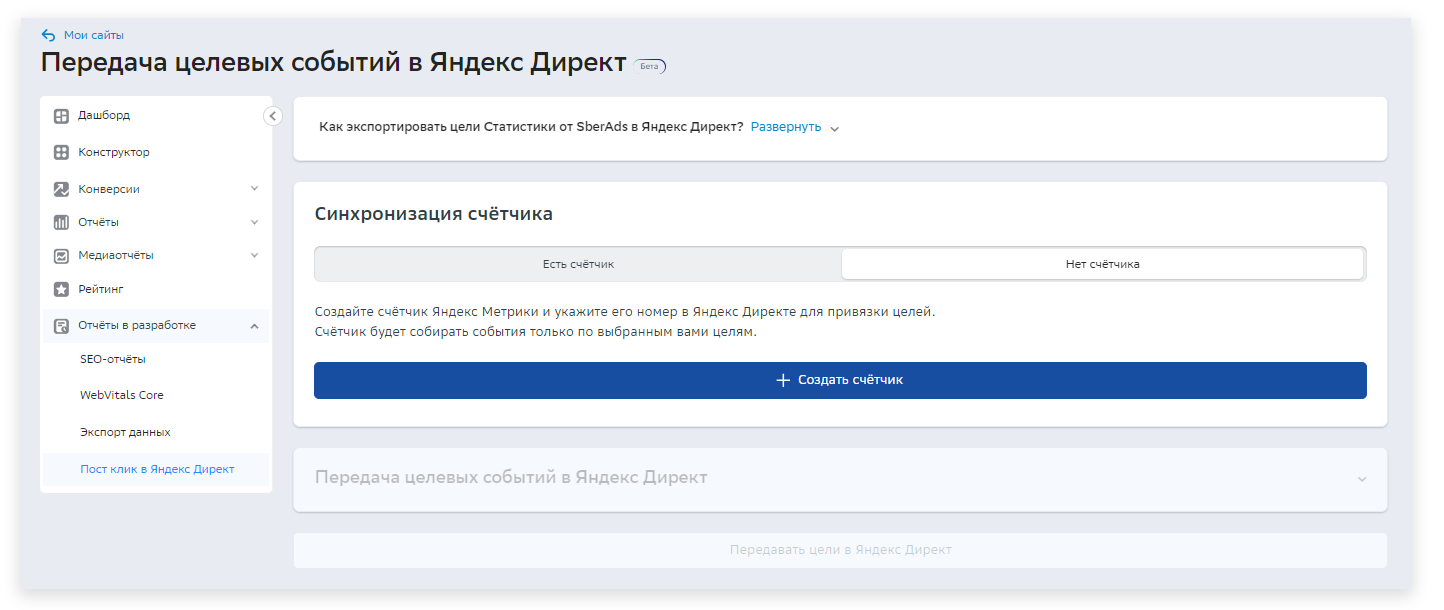 Мои сайты
Передача целевых событий в Яндекс Директ Бета
Дашборд
Конструктор
Конверсии
Отчёты
Медиаотчёты
Рейтинг
Отчёты в разработке
SEO-отчёты
WebVitals Core
Экспорт данных
Пост клик в Яндекс Директ
Как экспортировать цели Статистики от SberAds в Яндекс Директ? Развернуть
Синхронизация счётчика
Есть счётчик
Нет счётчика
Создайте счётчик Яндекс Метрики и укажите его номер в Яндекс Директе для привязки целей.
Счётчик будет собирать события только по выбранным вами целям.
Создать счётчик
Передача целевых событий в Яндекс Директ
Передавать цели в Яндекс Директ